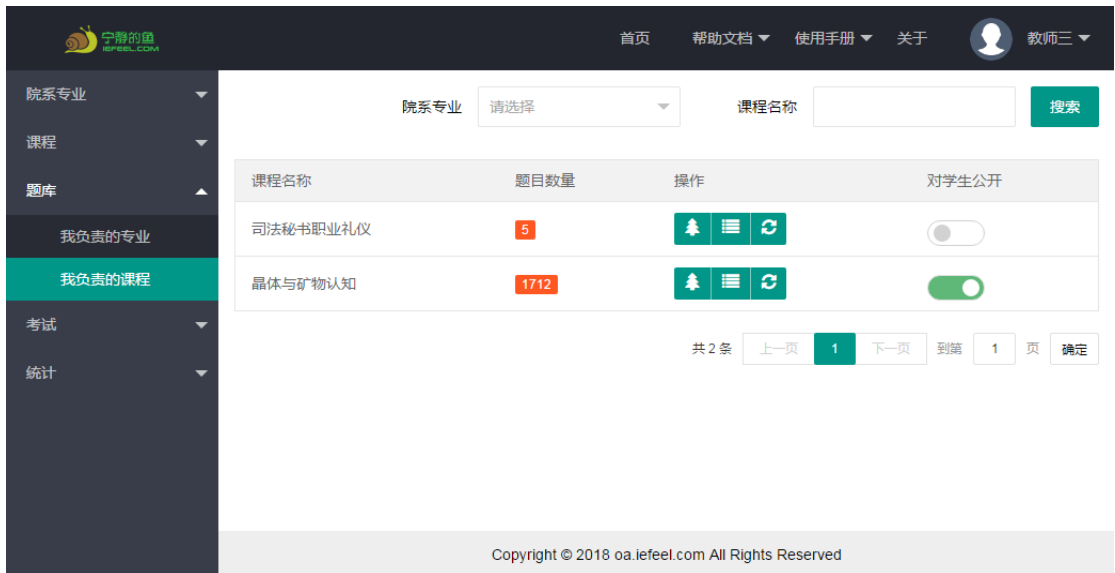 宁静的鱼
IEFEEL.COM
首页 帮助文档 使用手册 关于 教师三
院系专业
课程
题库
我负责的专业
我负责的课程
考试
统计
院系专业 请选择 课程名称 搜索
课程名称 题目数量 操作 对学生公开
司法秘书职业礼仪 5
晶体与矿物认知 1712
共 2 条 上一页 1 下一页 到第 1 页 确定
Copyright © 2018 oa.iefeel.com All Rights Reserved